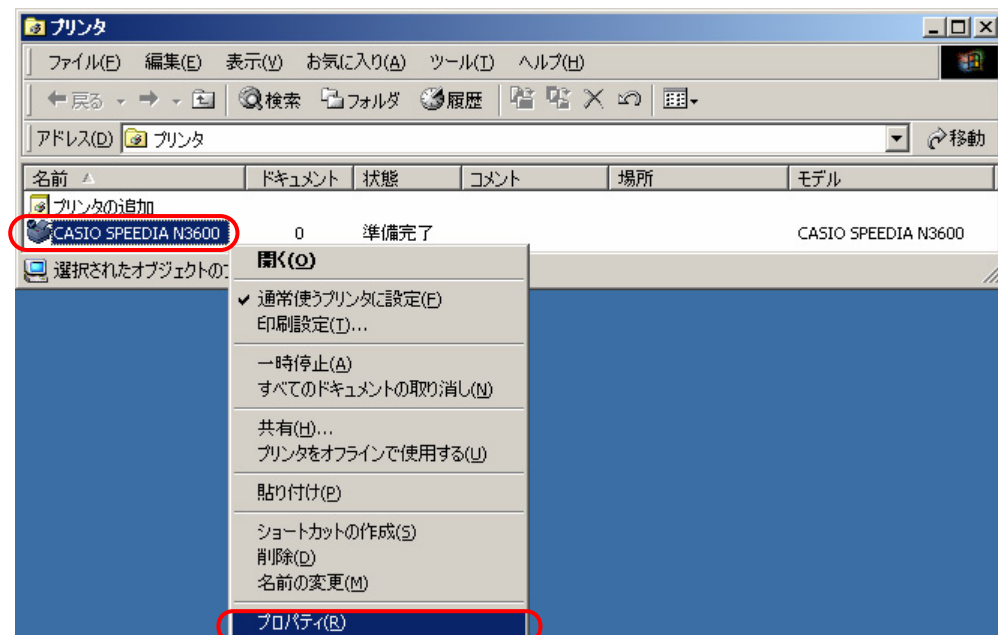 プリンタ
ファイル(F) 編集(E) 表示(V) お気に入り(A) ツール(T) ヘルプ(H)
戻る 検索 フォルダ 履歴
アドレス(D) プリンタ 移動
名前 ドキュメント 状態 コメント 場所 モデル
プリンタの追加
CASIO SPEEDIA N3600 0 準備完了 CASIO SPEEDIA N3600
選択されたオブジェクトの
開く(O)
通常使うプリンタに設定(F)
印刷設定(T)...
一時停止(A)
すべてのドキュメントの取り消し(N)
共有(H)...
プリンタをオフラインで使用する(U)
貼り付け(P)
ショートカットの作成(S)
削除(D)
名前の変更(M)
プロパティ(R)